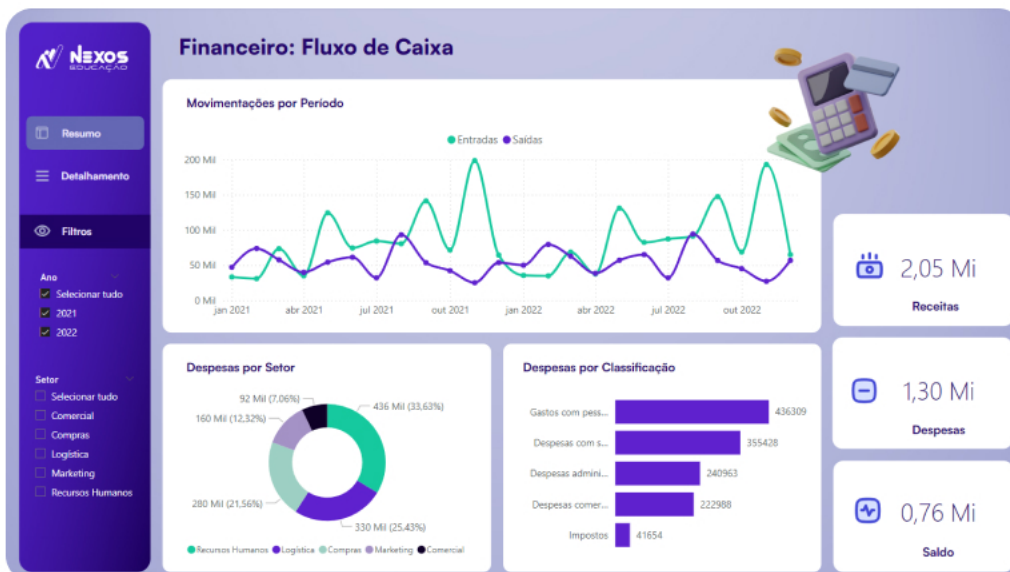 NEXOS
EDUCAÇÃO
Resumo
Detalhamento
Filtros
Ano
Selecionar tudo
2021
2022
Setor
Selecionar tudo
Comercial
Compras
Logística
Marketing
Recursos Humanos
Financeiro: Fluxo de Caixa
Movimentações por Período
Entradas Saídas
200 Mil
150 Mil
100 Mil
50 Mil
0 Mil
jan 2021 abr 2021 jul 2021 out 2021 jan 2022 abr 2022 jul 2022 out 2022
Despesas por Setor
92 Mil (7,06%)
436 Mil (33,63%)
160 Mil (12,32%)
280 Mil (21,56%)
330 Mil (25,43%)
Recursos Humanos Logística Compras Marketing Comercial
Despesas por Classificação
Gastos com pess... 436309
Despesas com s... 355428
Despesas admini... 240963
Despesas comer... 222988
Impostos 41654
2,05 Mi
Receitas
1,30 Mi
Despesas
0,76 Mi
Saldo